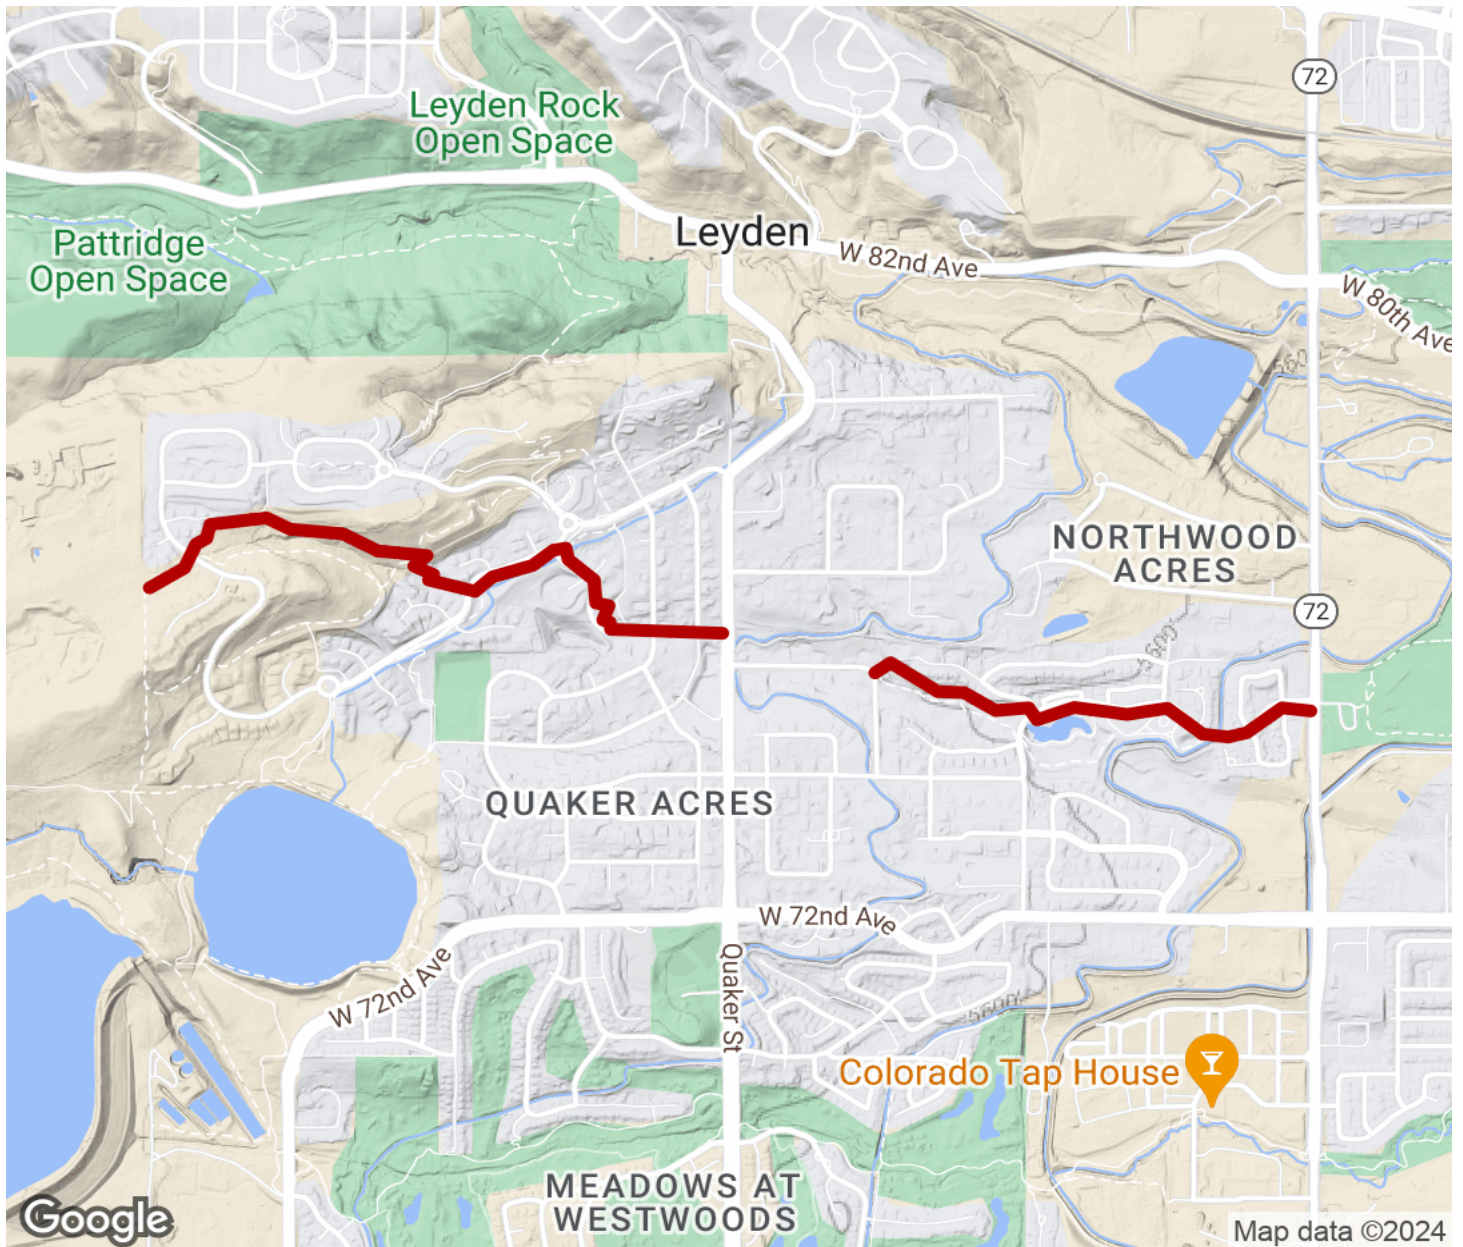 72
Leyden Rock
Open Space
Leyden
Pattridge
Open Space
W 82nd Ave
W 80th Ave
NORTHWOOD
ACRES
72
5600
QUAKER ACRES
W 72nd Ave
W 72nd Ave
Quaker St
Colorado Tap House
MEADOWS AT
WESTWOODS
Google
Map data ©2024